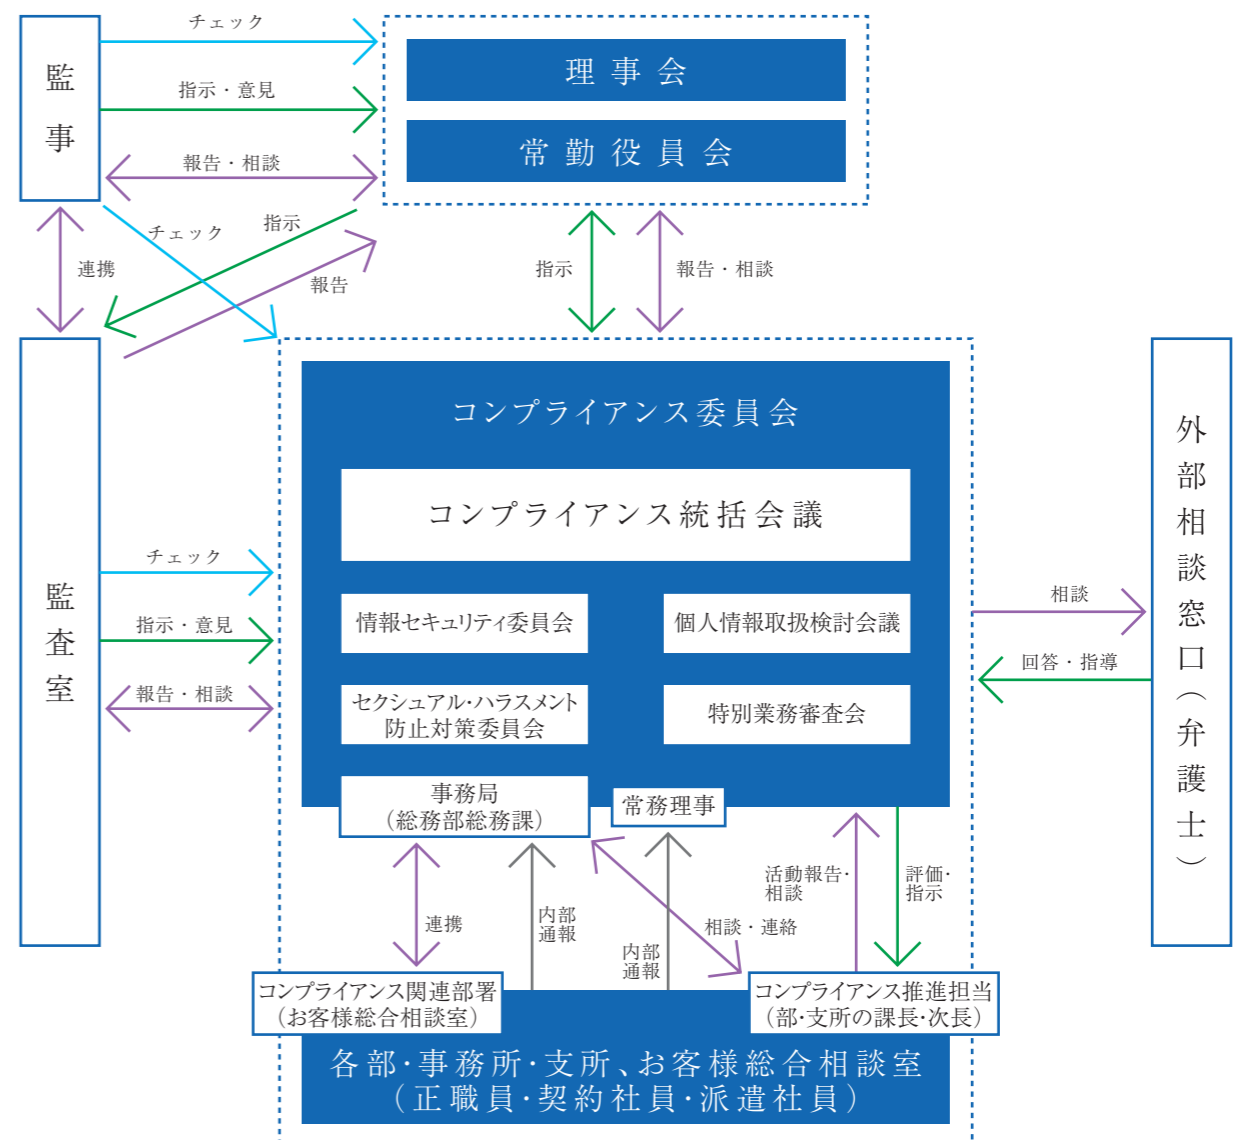 監事
チェック
指示・意見
報告・相談
理事会
常勤役員会
連携
チェック
指示
報告
指示
報告・相談
監査室
チェック
指示・意見
報告・相談
コンプライアンス委員会
コンプライアンス統括会議
情報セキュリティ委員会
個人情報取扱検討会議
セクシュアル・ハラスメント
防止対策委員会
特別業務審査会
事務局
（総務部総務課）
常務理事
相談
回答・指導
外部相談窓口（弁護士）
連携
内部
通報
内部
通報
相談・連絡
活動報告・
相談
評価・
指示
コンプライアンス関連部署
（お客様総合相談室）
コンプライアンス推進担当
（部・支所の課長・次長）
各部・事務所・支所、お客様総合相談室
（正職員・契約社員・派遣社員）